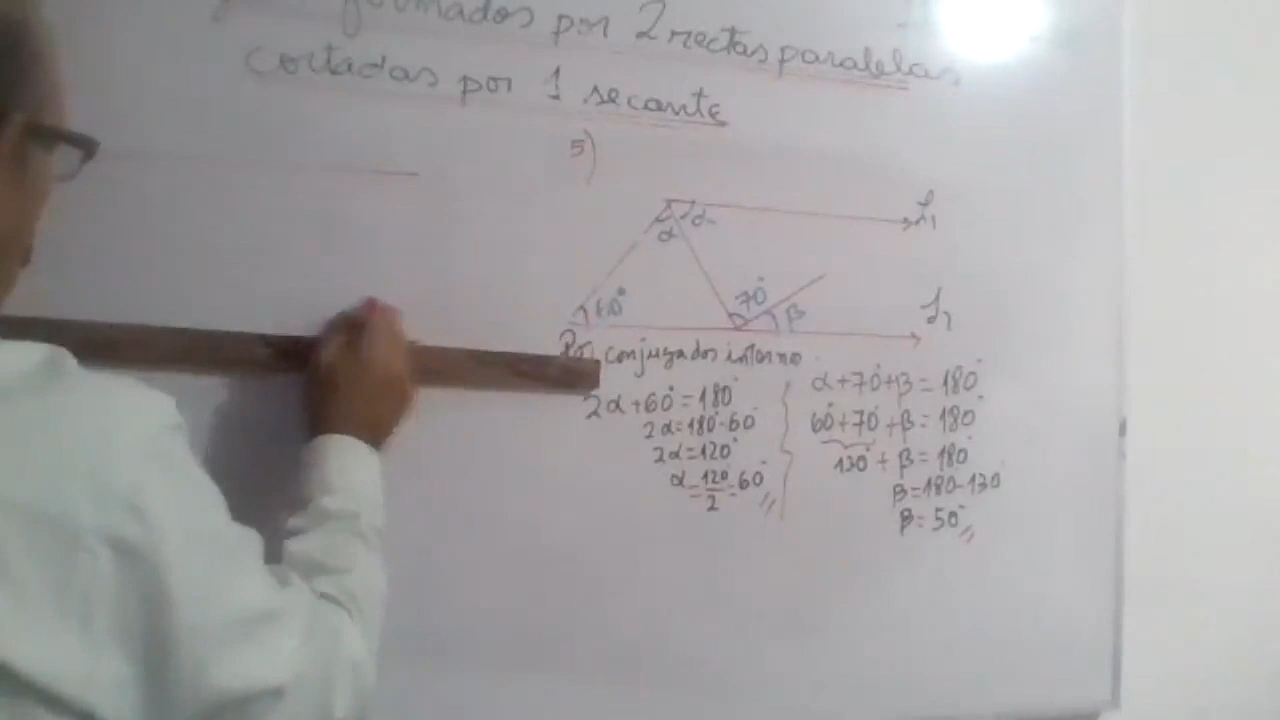 formados por 2 rectas paralelas
cortadas por 1 secante
5)
L1
α
α
60°
70°
β
L2
Por conjugados interno
2α+60°=180°
2α=180°-60°
2α=120°
α=120°/2=60°
α+70°+β=180°
60°+70°+β=180°
130°+β=180°
β=180-130°
β=50°